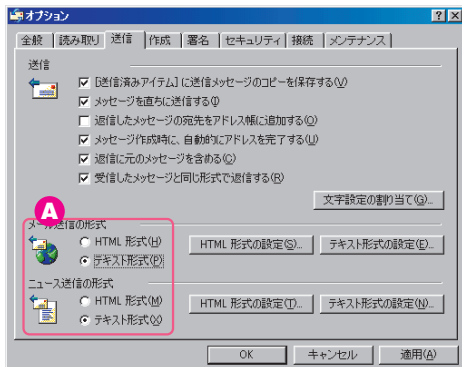 オプション
全般 読み取り 送信 作成 署名 セキュリティ 接続 メンテナンス
送信
[送信済みアイテム] に送信メッセージのコピーを保存する(V)
メッセージを直ちに送信する(I)
返信したメッセージの宛先をアドレス帳に追加する(O)
メッセージ作成時に、自動的にアドレスを完了する(U)
返信に元のメッセージを含める(C)
受信したメッセージと同じ形式で返信する(R)
文字設定の割り当て(G)...
A
メール送信の形式
HTML 形式(H) HTML 形式の設定(S)... テキスト形式の設定(E)...
テキスト形式(P)
ニュース送信の形式
HTML 形式(M) HTML 形式の設定(T)... テキスト形式の設定(N)...
テキスト形式(X)
OK キャンセル 適用(A)